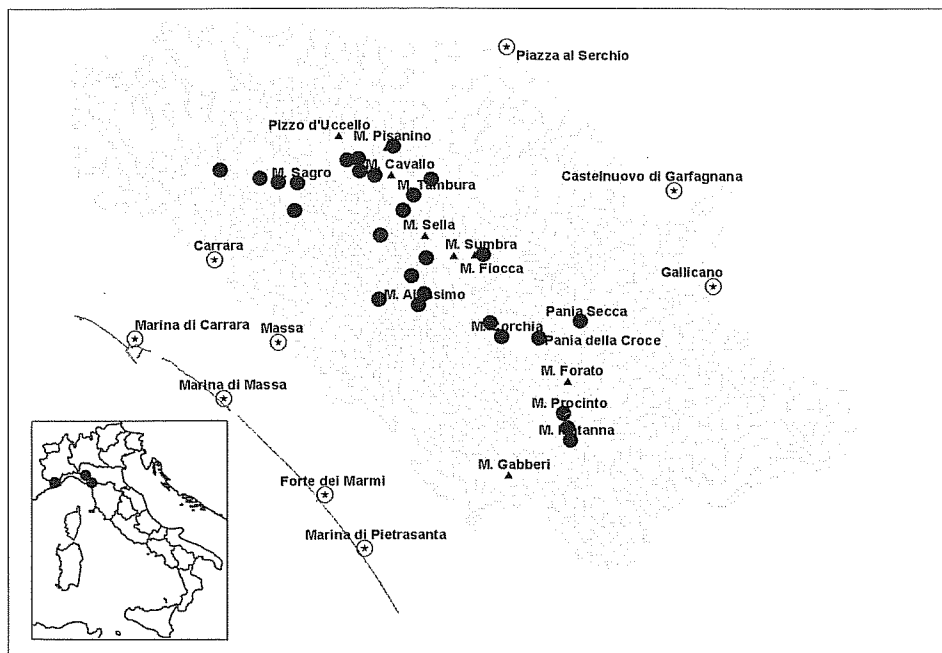 Piazza al Serchio
Pizzo d'Uccello
M. Pisanino
M. Cavallo
M. Sagro
M. Tambura
Castelnuovo di Garfagnana
M. Sella
M. Sumbra
Carrara
M. Fiocca
Gallicano
M.
Pania Secca
Marina di Carrara
Massa
M.
Pania della Croce
M. Forato
Marina di Massa
M. Procinto
M.
M. Gabberi
Forte dei Marmi
Marina di Pietrasanta